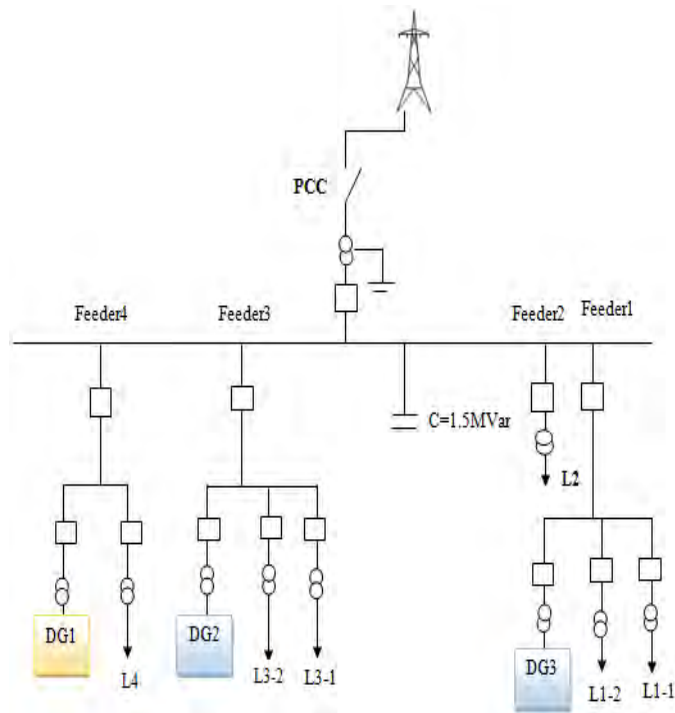 PCC
Feeder4
Feeder3
Feeder2
Feeder1
C=1.5MVar
L2
DG1
L4
DG2
L3-2
L3-1
DG3
L1-2
L1-1